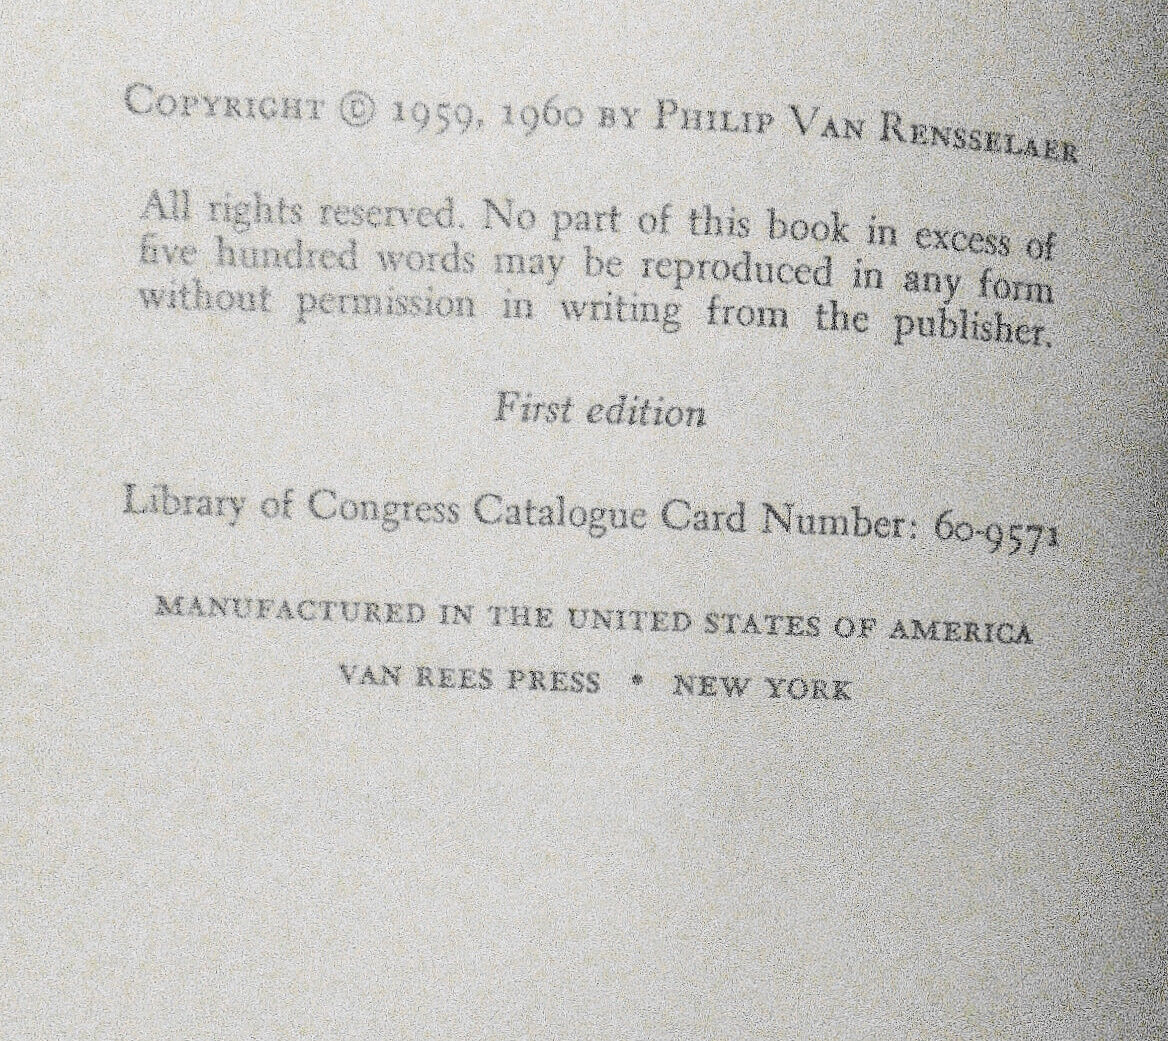 COPYRIGHT © 1959, 1960 BY PHILIP VAN RENSSELAER
All rights reserved. No part of this book in excess of
five hundred words may be reproduced in any form
without permission in writing from the publisher.
First edition
Library of Congress Catalogue Card Number: 60-9571
MANUFACTURED IN THE UNITED STATES OF AMERICA
VAN REES PRESS • NEW YORK